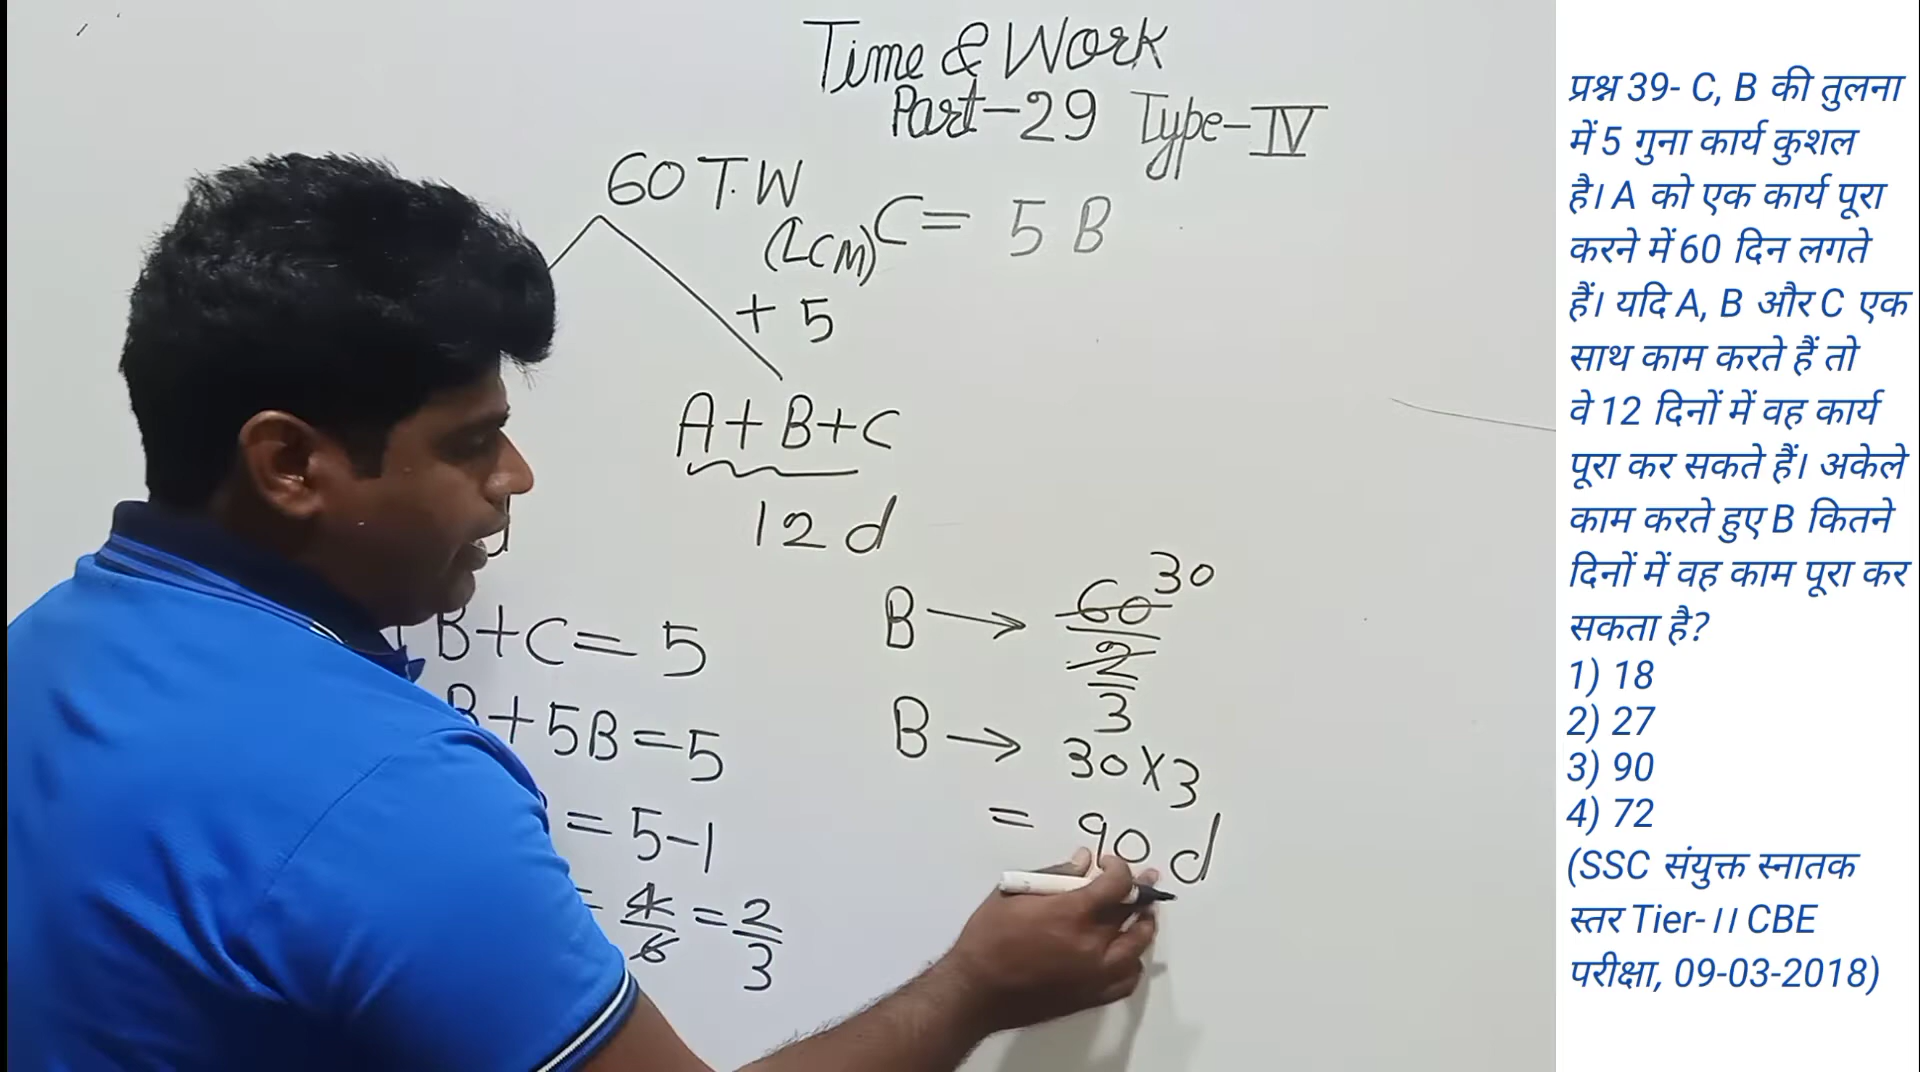 Time & Work
Part-29 Type-IV
60 T.W
(LCM)
C = 5 B
+ 5
A+B+C
12 d
d
B+C = 5
B+5B=5
= 5-1
= 4/6 = 2/3
B → 60 30
2
3
B → 30×3
= 90 d
प्रश्न 39- C, B की तुलना
में 5 गुना कार्य कुशल
है। A को एक कार्य पूरा
करने में 60 दिन लगते
हैं। यदि A, B और C एक
साथ काम करते हैं तो
वे 12 दिनों में वह कार्य
पूरा कर सकते हैं। अकेले
काम करते हुए B कितने
दिनों में वह काम पूरा कर
सकता है?
1) 18
2) 27
3) 90
4) 72
(SSC संयुक्त स्नातक
स्तर Tier-।। CBE
परीक्षा, 09-03-2018)